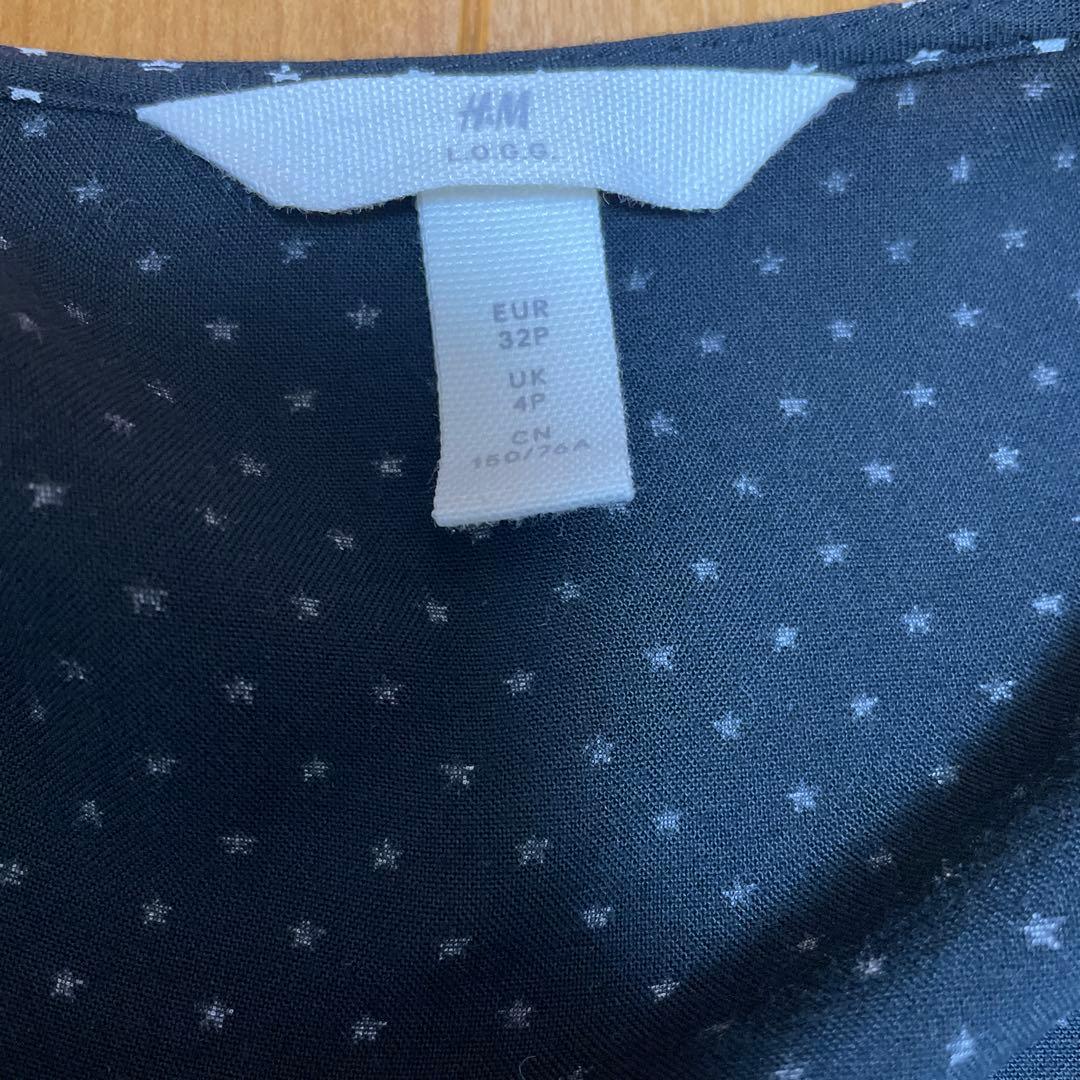 H&M
L.O.G.G.
EUR
32P
UK
4P
CN
150/76A